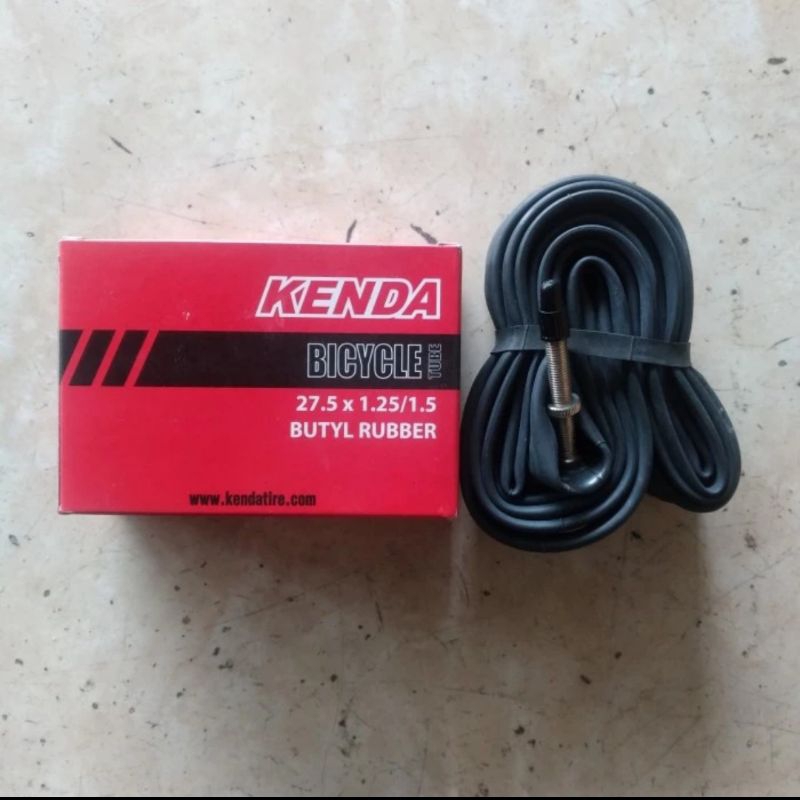 KENDA
BICYCLE TUBE
27.5 x 1.25/1.5
BUTYL RUBBER
www.kendatire.com